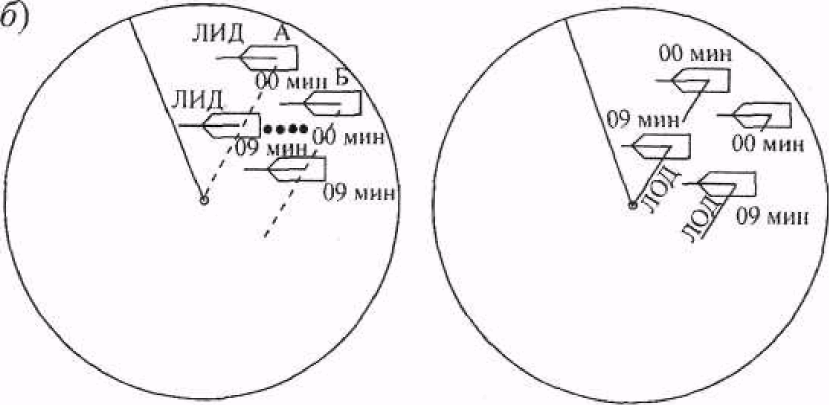 б)
ЛИД А
00 мин Б
ЛИД
09 мин 00 мин
09 мин
00 мин
09 мин
00 мин
ЛОД
ЛОД
09 мин